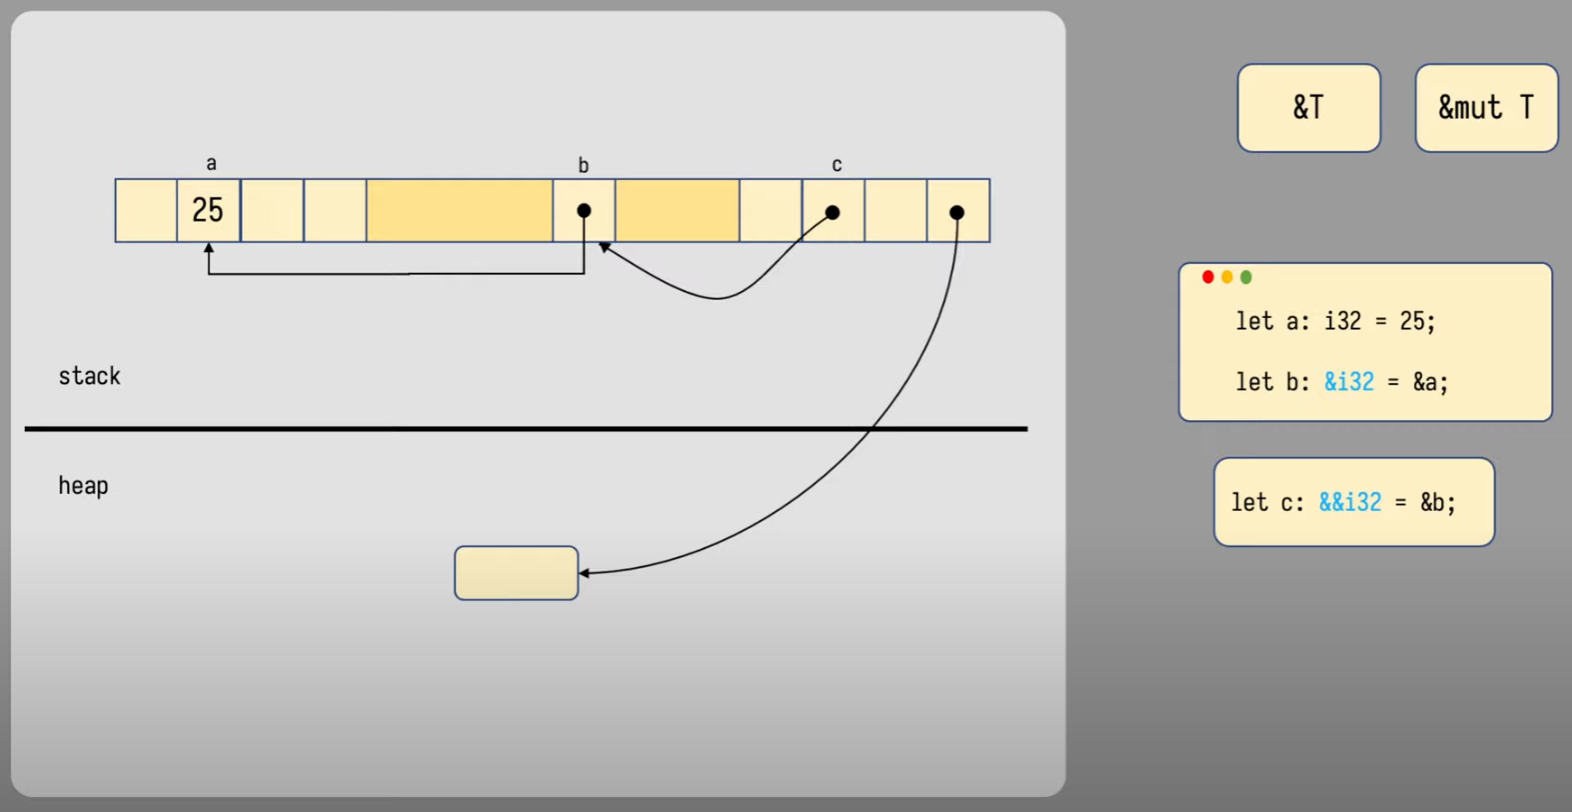 a
b
c
25
stack
heap
&T
&mut T
let a: i32 = 25;
let b: &i32 = &a;
let c: &&i32 = &b;